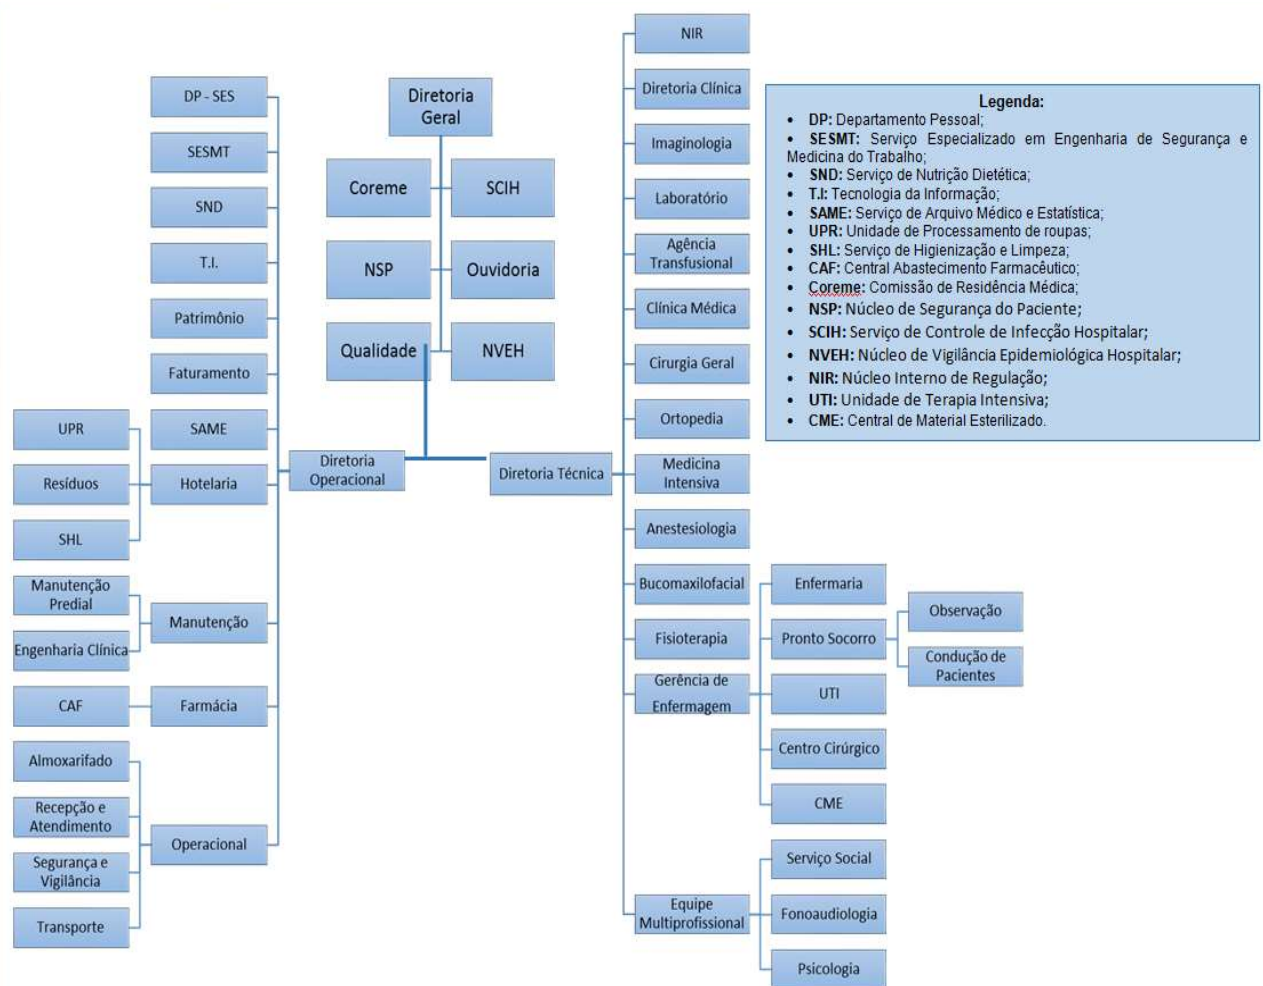 Diretoria
Geral
Coreme
SCIH
NSP
Ouvidoria
Qualidade
NVEH
Diretoria
Operacional
DP - SES
SESMT
SND
T.I.
Patrimônio
Faturamento
SAME
Hotelaria
UPR
Resíduos
SHL
Manutenção
Manutenção
Predial
Engenharia Clínica
Farmácia
CAF
Operacional
Almoxarifado
Recepção e
Atendimento
Segurança e
Vigilância
Transporte
Diretoria Técnica
NIR
Diretoria Clínica
Imaginologia
Laboratório
Agência
Transfusional
Clínica Médica
Cirurgia Geral
Ortopedia
Medicina
Intensiva
Anestesiologia
Bucomaxilofacial
Fisioterapia
Gerência de
Enfermagem
Enfermaria
Pronto Socorro
Observação
Condução de
Pacientes
UTI
Centro Cirúrgico
CME
Equipe
Multiprofissional
Serviço Social
Fonoaudiologia
Psicologia
Legenda:
• DP: Departamento Pessoal;
• SESMT: Serviço Especializado em Engenharia de Segurança e
Medicina do Trabalho;
• SND: Serviço de Nutrição Dietética;
• T.I: Tecnologia da Informação;
• SAME: Serviço de Arquivo Médico e Estatística;
• UPR: Unidade de Processamento de roupas;
• SHL: Serviço de Higienização e Limpeza;
• CAF: Central Abastecimento Farmacêutico;
• Coreme: Comissão de Residência Médica;
• NSP: Núcleo de Segurança do Paciente;
• SCIH: Serviço de Controle de Infecção Hospitalar;
• NVEH: Núcleo de Vigilância Epidemiológica Hospitalar;
• NIR: Núcleo Interno de Regulação;
• UTI: Unidade de Terapia Intensiva;
• CME: Central de Material Esterilizado.